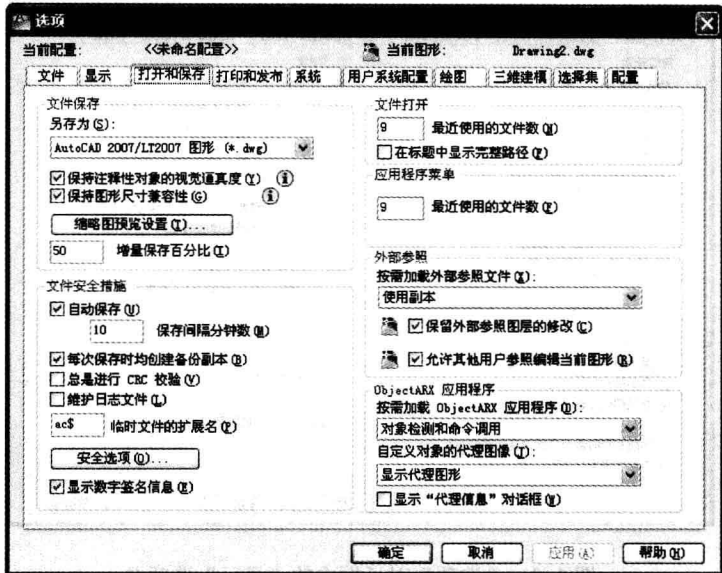 选项
当前配置: <<未命名配置>> 当前图形: Drawing2.dwg
文件 显示 打开和保存 打印和发布 系统 用户系统配置 绘图 三维建模 选择集 配置
文件保存
另存为(S):
AutoCAD 2007/LT2007 图形 (*.dwg)
保持注释性对象的视觉逼真度(Y)
保持图形尺寸兼容性(G)
缩略图预览设置(T)...
50 增量保存百分比(I)
文件安全措施
自动保存(U)
10 保存间隔分钟数(M)
每次保存时均创建备份副本(B)
总是进行 CRC 校验(V)
维护日志文件(L)
ac$ 临时文件的扩展名(P)
安全选项(O)...
显示数字签名信息(E)
文件打开
9 最近使用的文件数(N)
在标题中显示完整路径(F)
应用程序菜单
9 最近使用的文件数(F)
外部参照
按需加载外部参照文件(X):
使用副本
保留外部参照图层的修改(C)
允许其他用户参照编辑当前图形(R)
ObjectARX 应用程序
按需加载 ObjectARX 应用程序(D):
对象检测和命令调用
自定义对象的代理图像(J):
显示代理图形
显示“代理信息”对话框(W)
确定 取消 应用(A) 帮助(H)